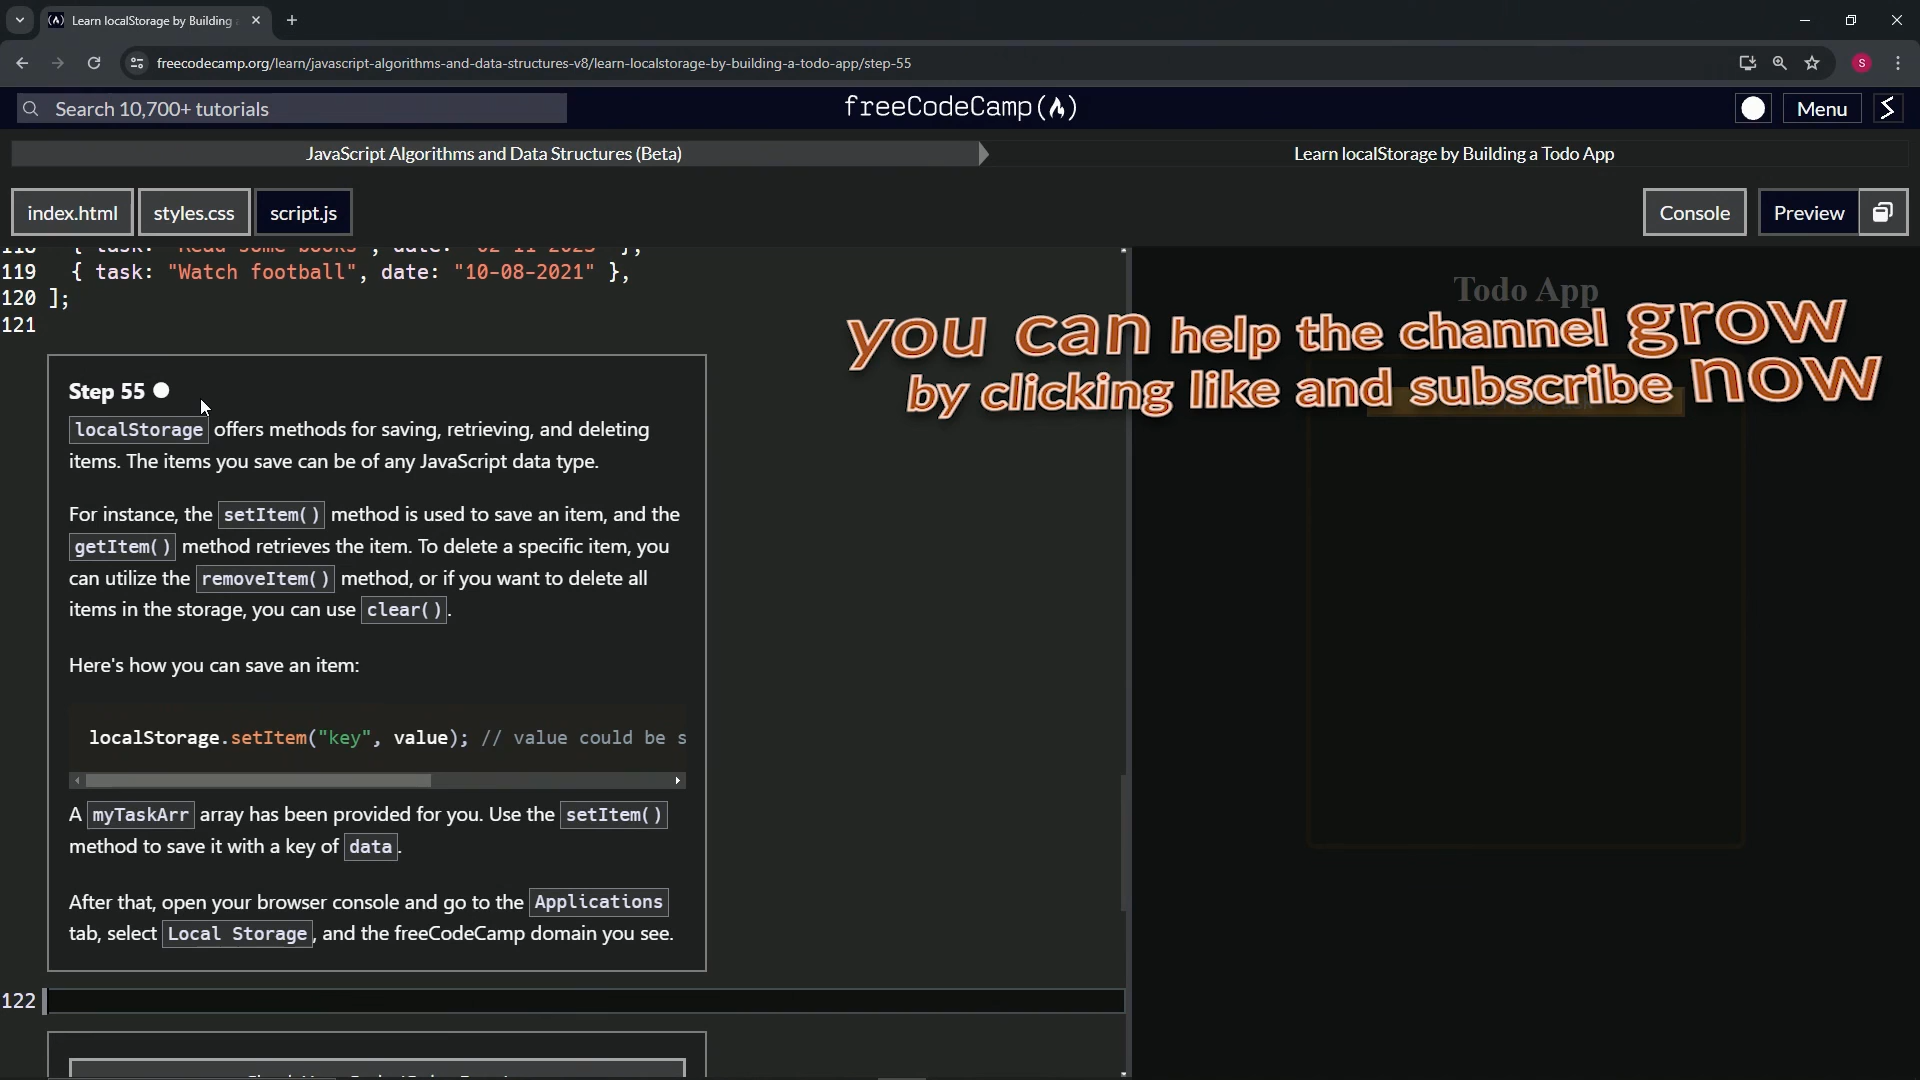 Learn localStorage by Building
freecodecamp.org/learn/javascript-algorithms-and-data-structures-v8/learn-localstorage-by-building-a-todo-app/step-55
S
Search 10,700+ tutorials
freeCodeCamp
Menu
JavaScript Algorithms and Data Structures (Beta)
Learn localStorage by Building a Todo App
index.html
styles.css
script.js
Console
Preview
118 { task: "Read some books", date: "02-11-2023" },
119 { task: "Watch football", date: "10-08-2021" },
120 ];
121
Todo App
you can help the channel grow
by clicking like and subscribe now
Step 55
localStorage offers methods for saving, retrieving, and deleting
items. The items you save can be of any JavaScript data type.
For instance, the setItem() method is used to save an item, and the
getItem() method retrieves the item. To delete a specific item, you
can utilize the removeItem() method, or if you want to delete all
items in the storage, you can use clear().
Here's how you can save an item:
localStorage.setItem("key", value); // value could be s
A myTaskArr array has been provided for you. Use the setItem()
method to save it with a key of data.
After that, open your browser console and go to the Applications
tab, select Local Storage, and the freeCodeCamp domain you see.
122